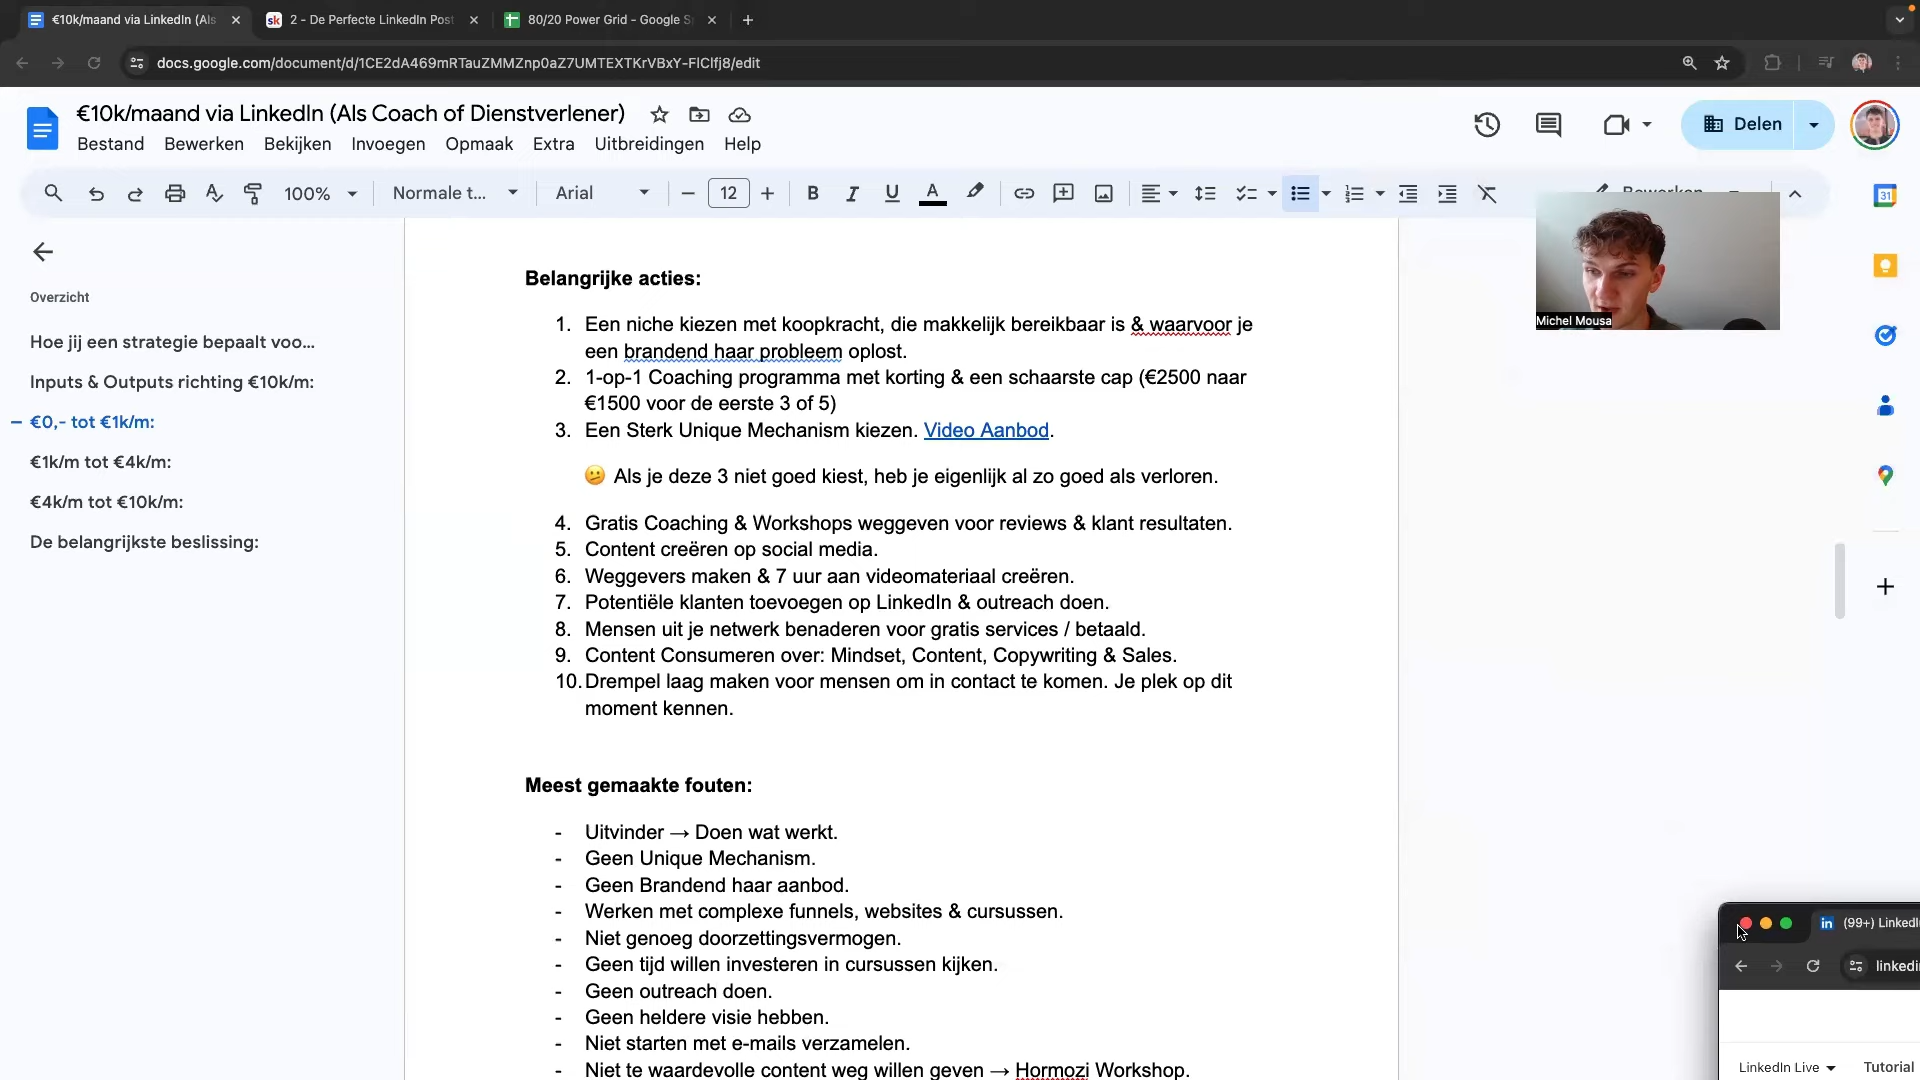 €10k/maand via LinkedIn (Als
2 - De Perfecte LinkedIn Post
80/20 Power Grid - Google S
docs.google.com/document/d/1CE2dA469mRTauZMMZnp0aZ7UMTEXTKrVBxY-FlClfj8/edit
€10k/maand via LinkedIn (Als Coach of Dienstverlener)
Bestand Bewerken Bekijken Invoegen Opmaak Extra Uitbreidingen Help
Delen
100% Normale t... Arial 12
Bewerken
Michel Mousa
Overzicht
Hoe jij een strategie bepaalt voo...
Inputs & Outputs richting €10k/m:
€0,- tot €1k/m:
€1k/m tot €4k/m:
€4k/m tot €10k/m:
De belangrijkste beslissing:
Belangrijke acties:
1. Een niche kiezen met koopkracht, die makkelijk bereikbaar is & waarvoor je
een brandend haar probleem oplost.
2. 1-op-1 Coaching programma met korting & een schaarste cap (€2500 naar
€1500 voor de eerste 3 of 5)
3. Een Sterk Unique Mechanism kiezen. Video Aanbod.
🫤 Als je deze 3 niet goed kiest, heb je eigenlijk al zo goed als verloren.
4. Gratis Coaching & Workshops weggeven voor reviews & klant resultaten.
5. Content creëren op social media.
6. Weggevers maken & 7 uur aan videomateriaal creëren.
7. Potentiële klanten toevoegen op LinkedIn & outreach doen.
8. Mensen uit je netwerk benaderen voor gratis services / betaald.
9. Content Consumeren over: Mindset, Content, Copywriting & Sales.
10. Drempel laag maken voor mensen om in contact te komen. Je plek op dit
moment kennen.
Meest gemaakte fouten:
- Uitvinder → Doen wat werkt.
- Geen Unique Mechanism.
- Geen Brandend haar aanbod.
- Werken met complexe funnels, websites & cursussen.
- Niet genoeg doorzettingsvermogen.
- Geen tijd willen investeren in cursussen kijken.
- Geen outreach doen.
- Geen heldere visie hebben.
- Niet starten met e-mails verzamelen.
- Niet te waardevolle content weg willen geven → Hormozi Workshop.
(99+) LinkedIn
linkedi
LinkedIn Live Tutorial